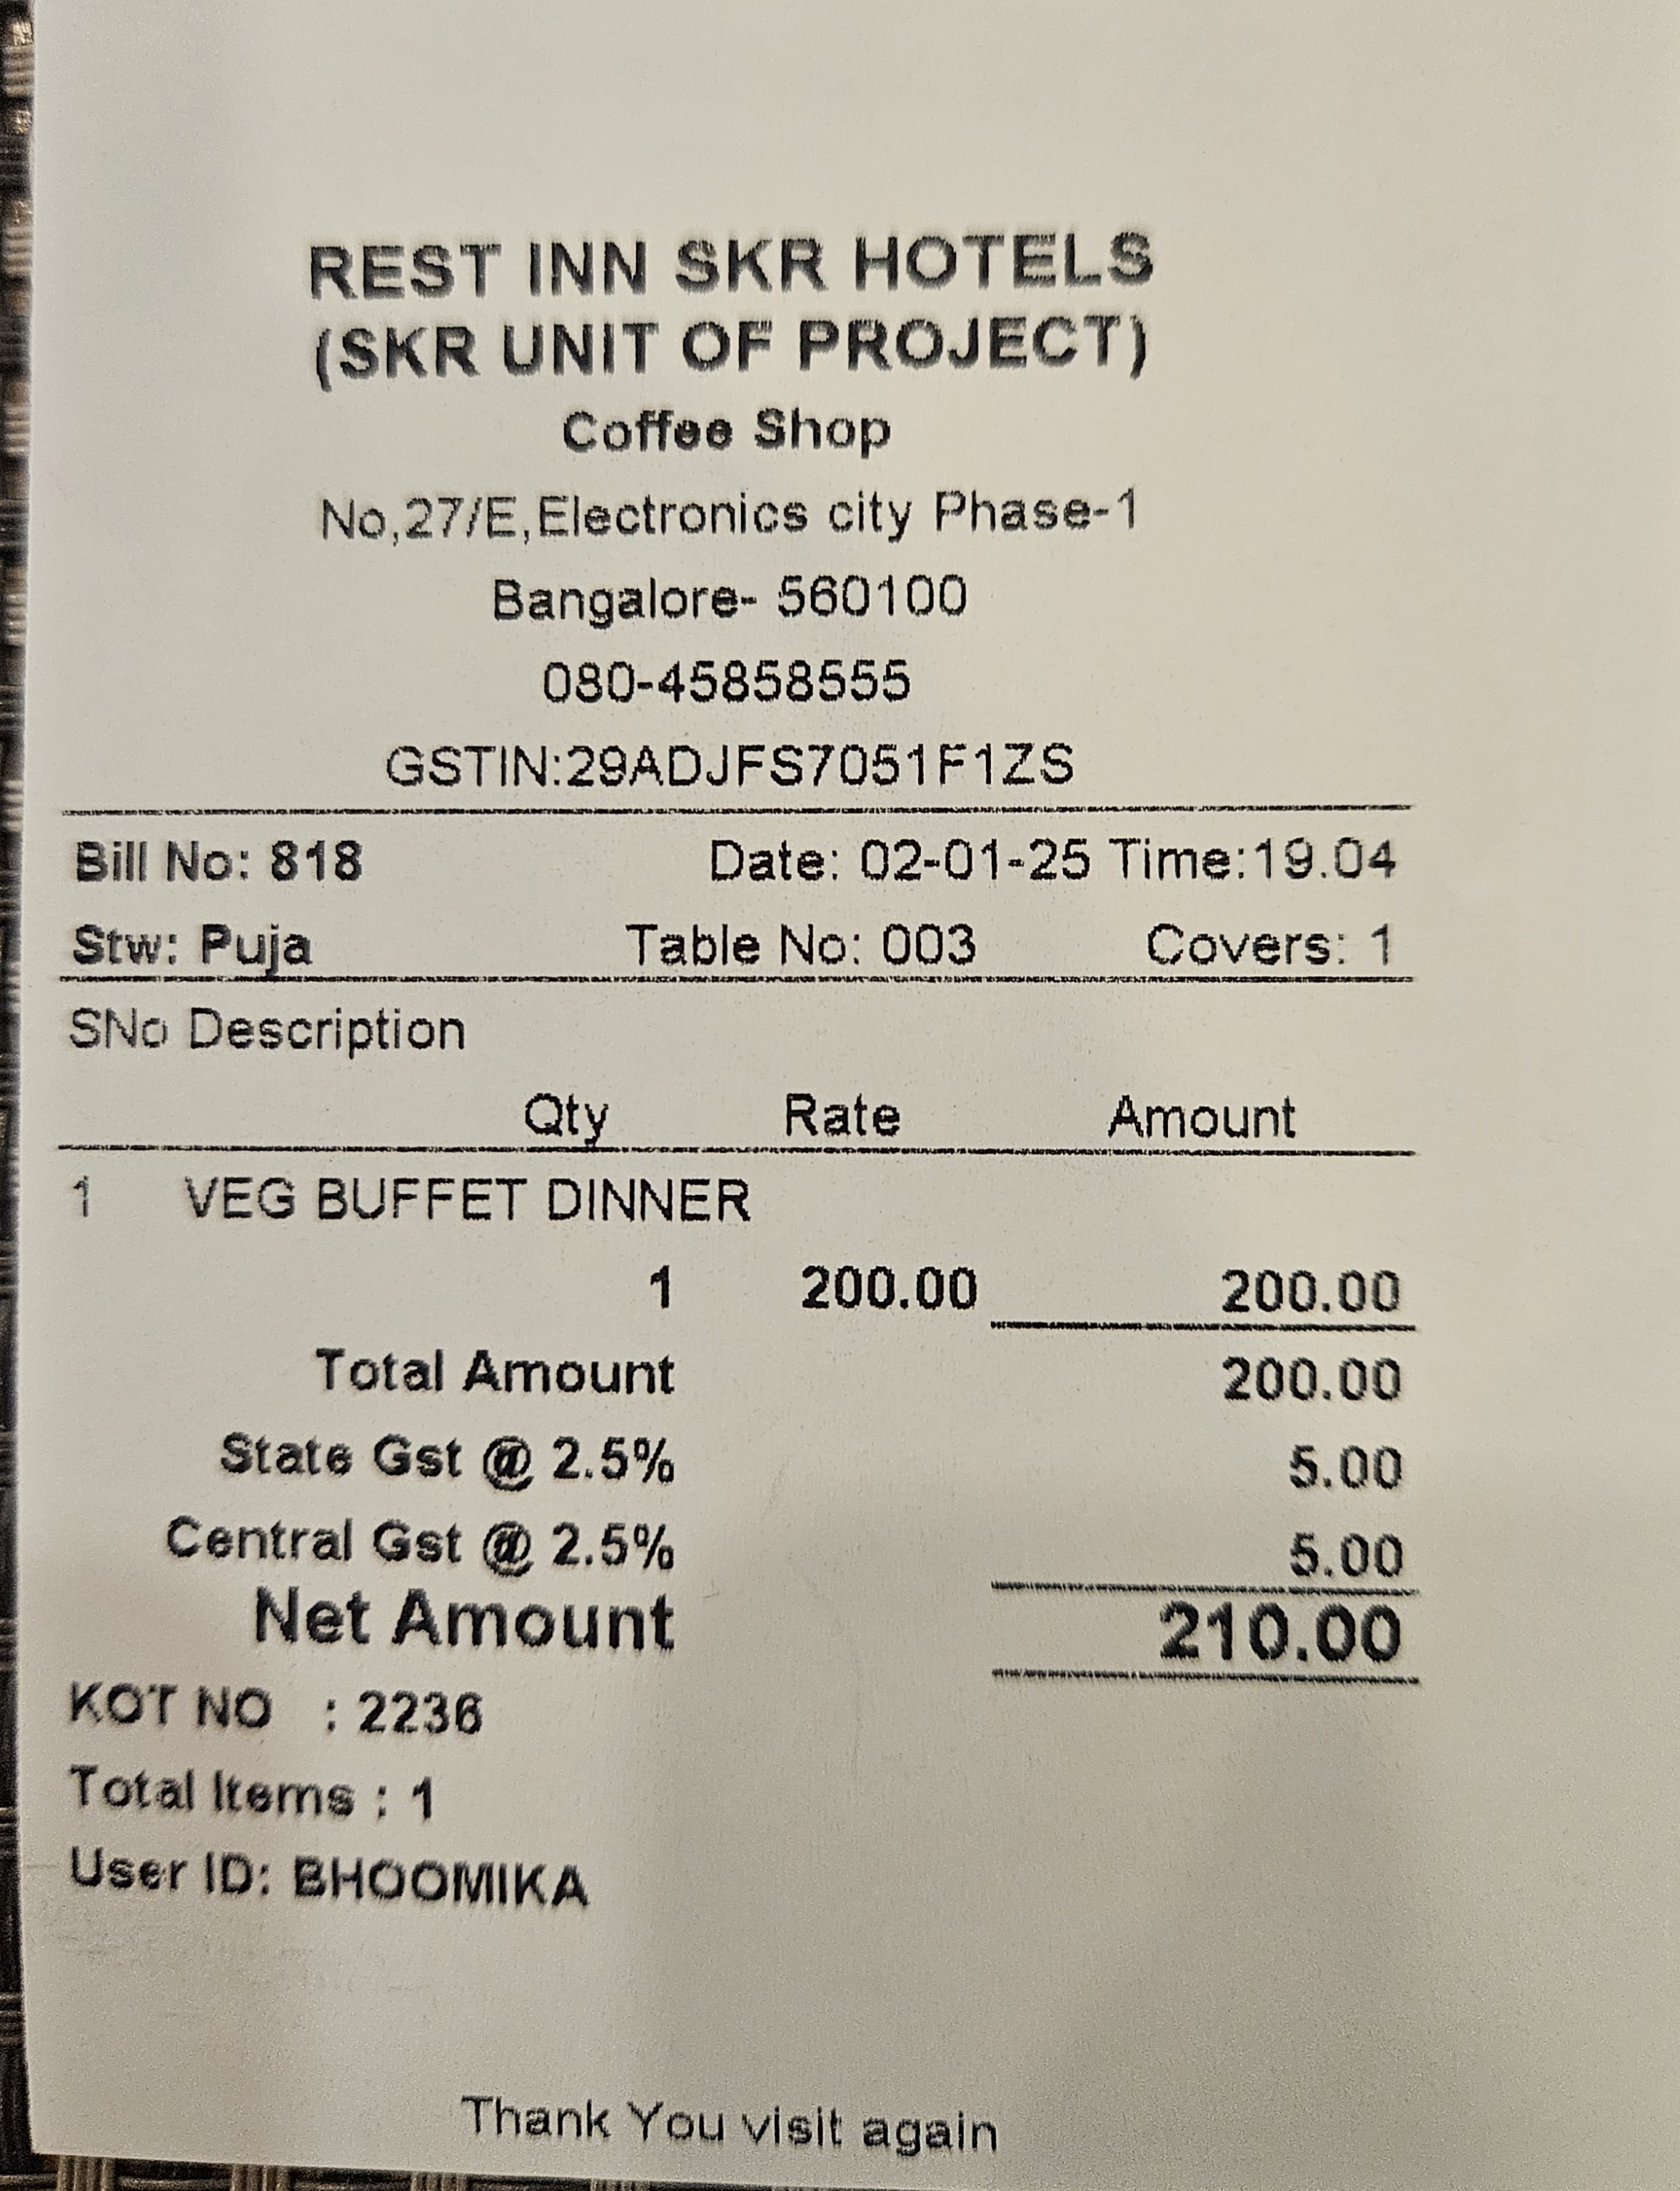 REST INN SKR HOTELS
(SKR UNIT OF PROJECT)
Coffee Shop
No,27/E,Electronics city Phase-1
Bangalore- 560100
080-45858555
GSTIN:29ADJFS7051F1ZS
Bill No: 818 Date: 02-01-25 Time:19.04
Stw: Puja Table No: 003 Covers: 1
SNo Description
Qty Rate Amount
1 VEG BUFFET DINNER
1 200.00 200.00
Total Amount 200.00
State Gst @ 2.5% 5.00
Central Gst @ 2.5% 5.00
Net Amount 210.00
KOT NO : 2236
Total Items : 1
User ID: BHOOMIKA
Thank You visit again